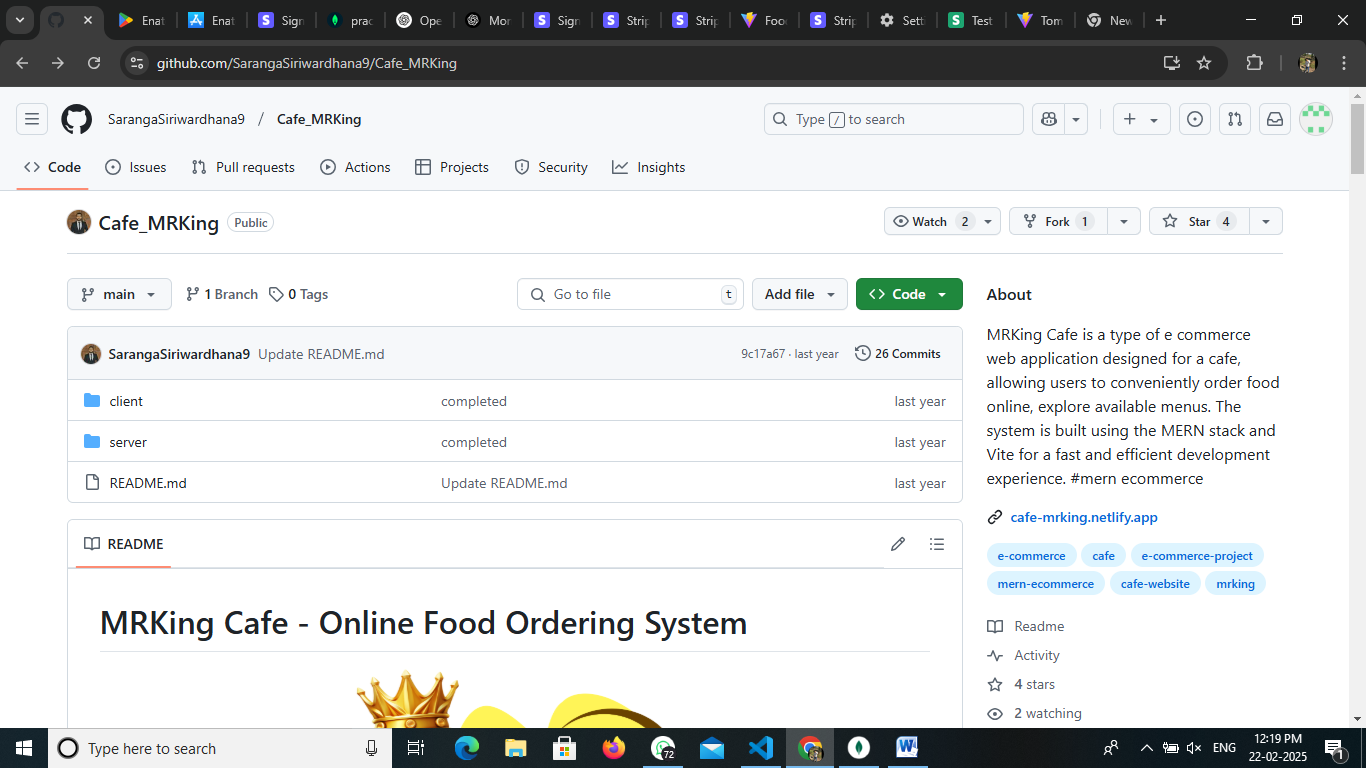 Enat
Enat
Sign
prac
Ope
Mor
Sign
Strip
Strip
Foo
Strip
Sett
Test
Tom
New
github.com/SarangaSiriwardhana9/Cafe_MRKing
SarangaSiriwardhana9 / Cafe_MRKing
Type / to search
Code Issues Pull requests Actions Projects Security Insights
Cafe_MRKing Public
Watch 2 Fork 1 Star 4
main 1 Branch 0 Tags Go to file t Add file Code
SarangaSiriwardhana9 Update README.md 9c17a67 · last year 26 Commits
client completed last year
server completed last year
README.md Update README.md last year
README
MRKing Cafe - Online Food Ordering System
About
MRKing Cafe is a type of e commerce
web application designed for a cafe,
allowing users to conveniently order food
online, explore available menus. The
system is built using the MERN stack and
Vite for a fast and efficient development
experience. #mern ecommerce
cafe-mrking.netlify.app
e-commerce cafe e-commerce-project
mern-ecommerce cafe-website mrking
Readme
Activity
4 stars
2 watching
Type here to search
72
ENG
12:19 PM
22-02-2025
1